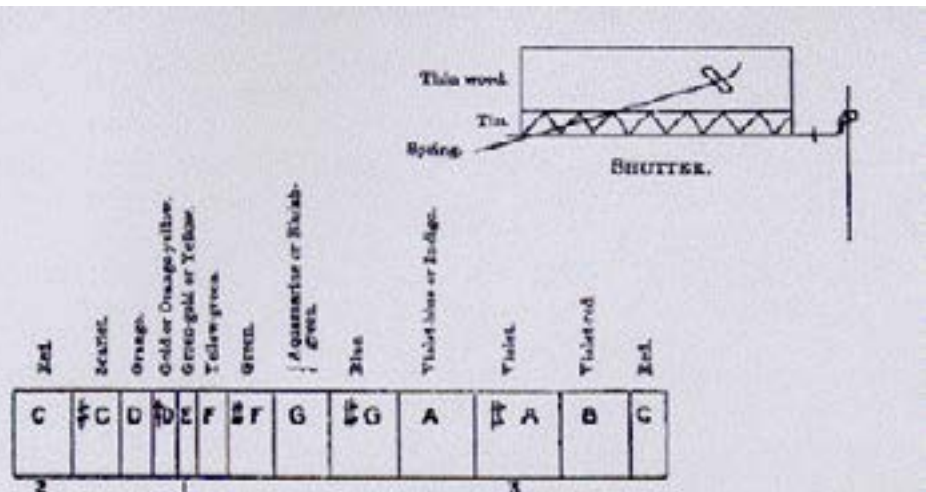 Thin wood.
Tin.
Spring.
SHUTTER.
Red.
Scarlet.
Orange.
Gold or Orange-yellow.
Green-gold or Yellow.
Yellow-green.
Green.
Aquamarine or Bluish-
green.
Blue.
Violet-blue or Indigo.
Violet.
Violet-red
Red.
C #C D #D E F #F G #G A # A B C
2 1 3